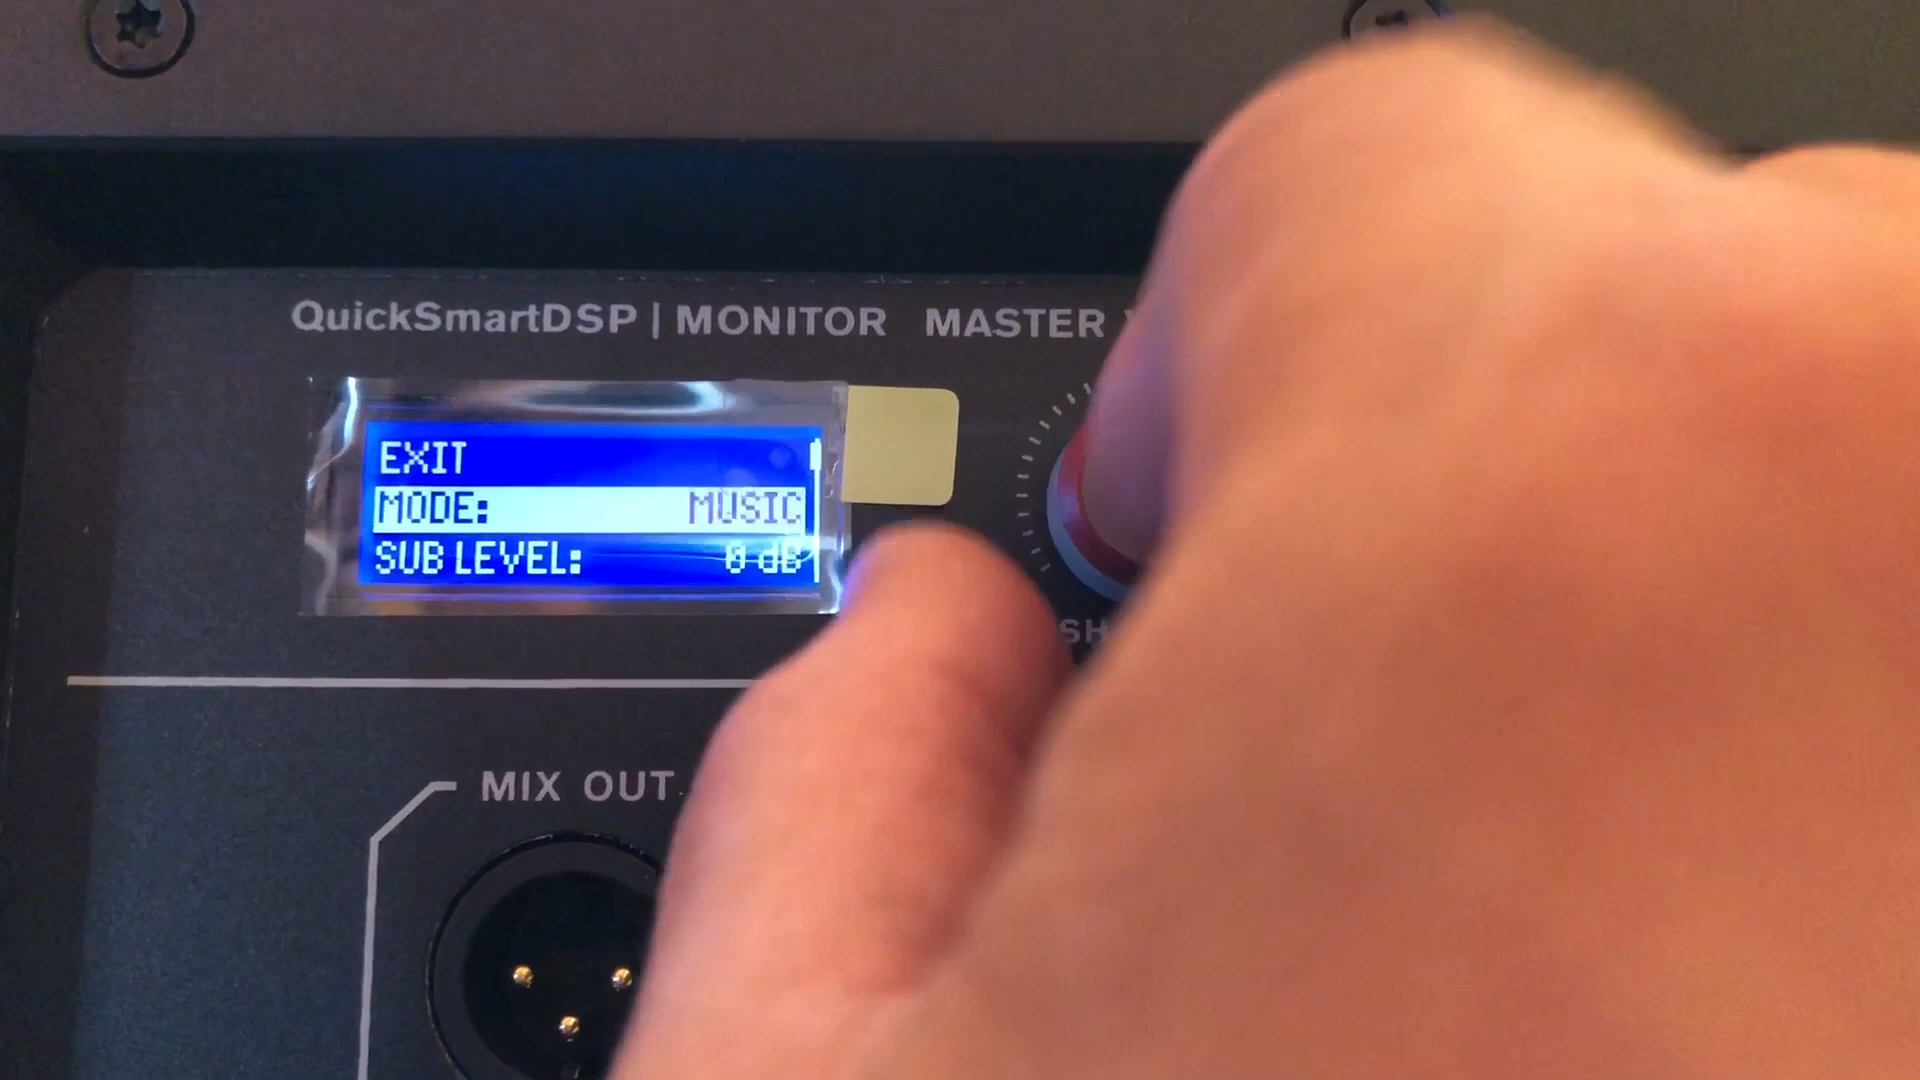 QuickSmartDSP | MONITOR MASTER
EXIT
MODE: MUSIC
SUB LEVEL: 0 dB
MIX OUT